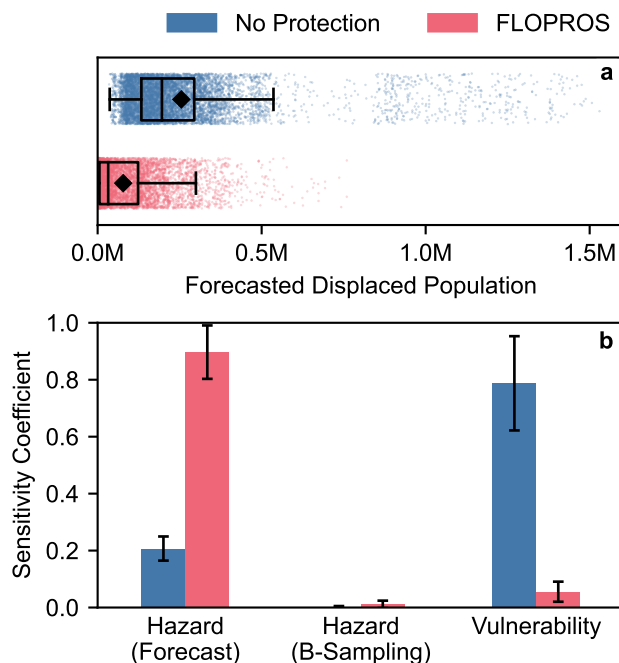 No Protection FLOPROS
a
0.0M 0.5M 1.0M 1.5M
Forecasted Displaced Population
b
1.0
0.8
0.6
0.4
0.2
0.0
Sensitivity Coefficient
Hazard
(Forecast)
Hazard
(B-Sampling)
Vulnerability